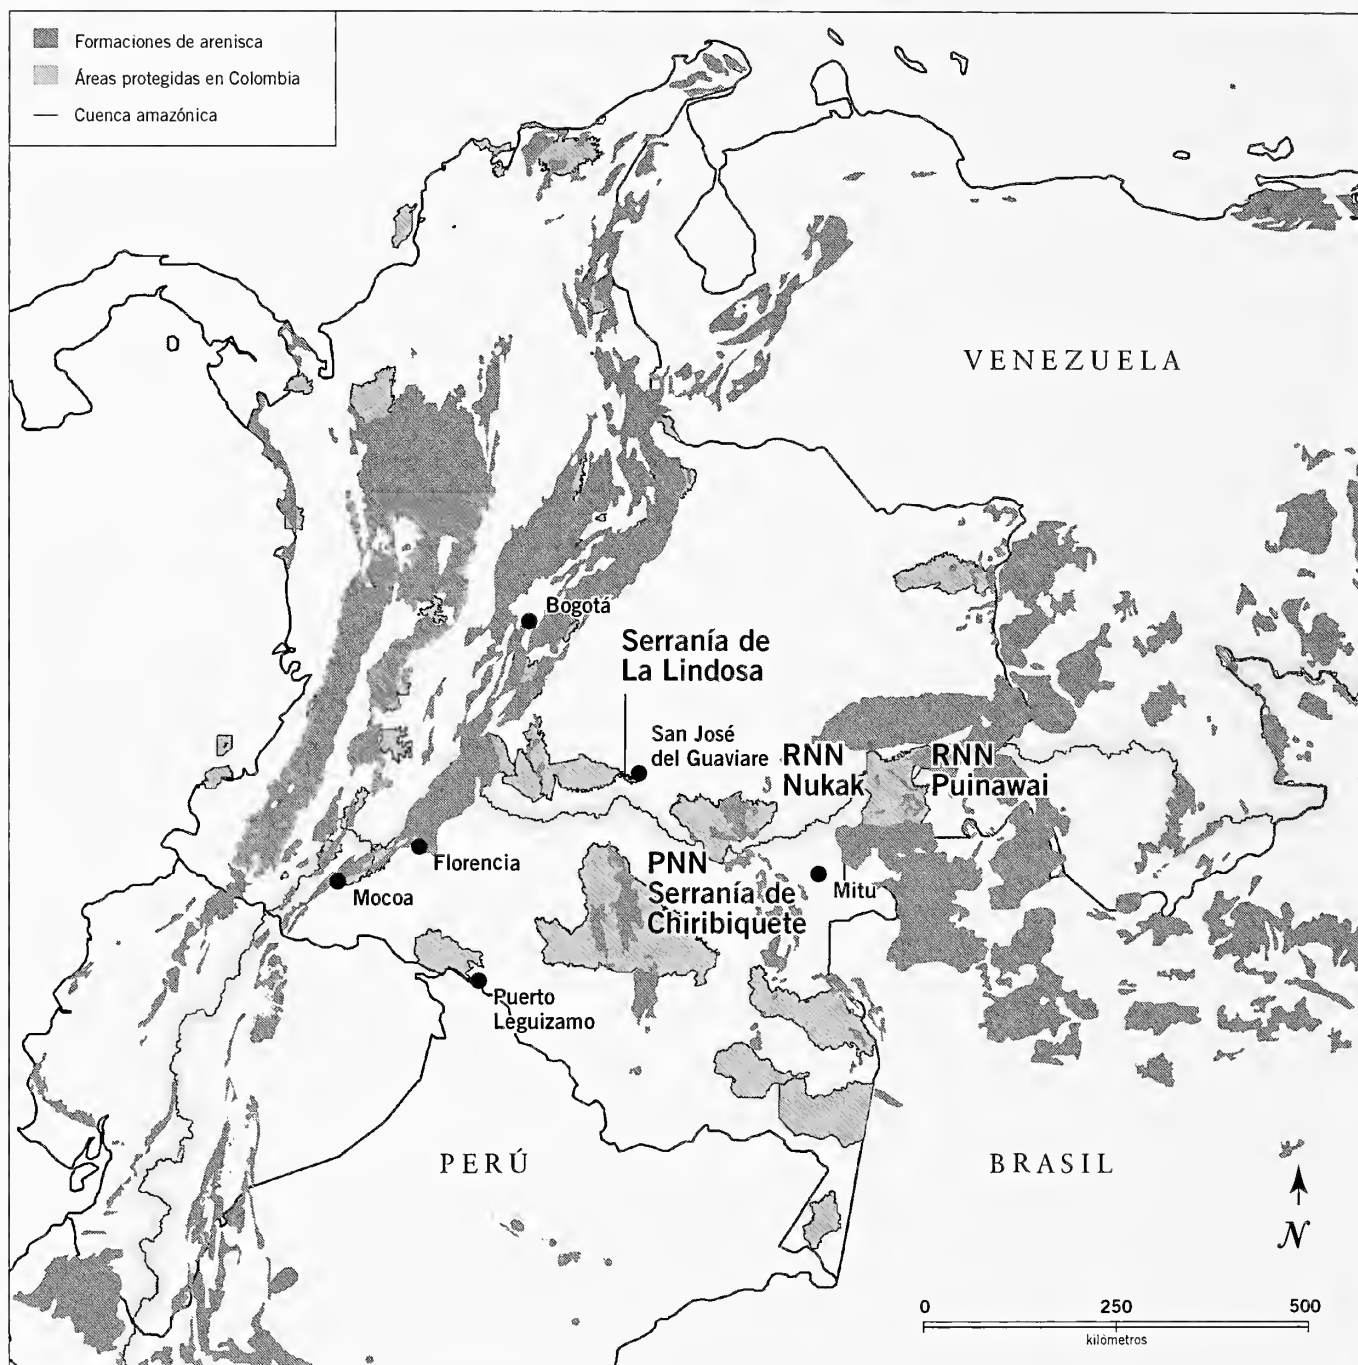 Formaciones de arenisca
Áreas protegidas en Colombia
Cuenca amazónica
VENEZUELA
Bogotá
Serranía de
La Lindosa
San José
del Guaviare
RNN
Nukak
RNN
Puinawai
Florencia
Mocoa
PNN
Serranía de
Chiribiquete
Mitu
Puerto
Leguizamo
PERÚ
BRASIL
N
0 250 500
kilómetros